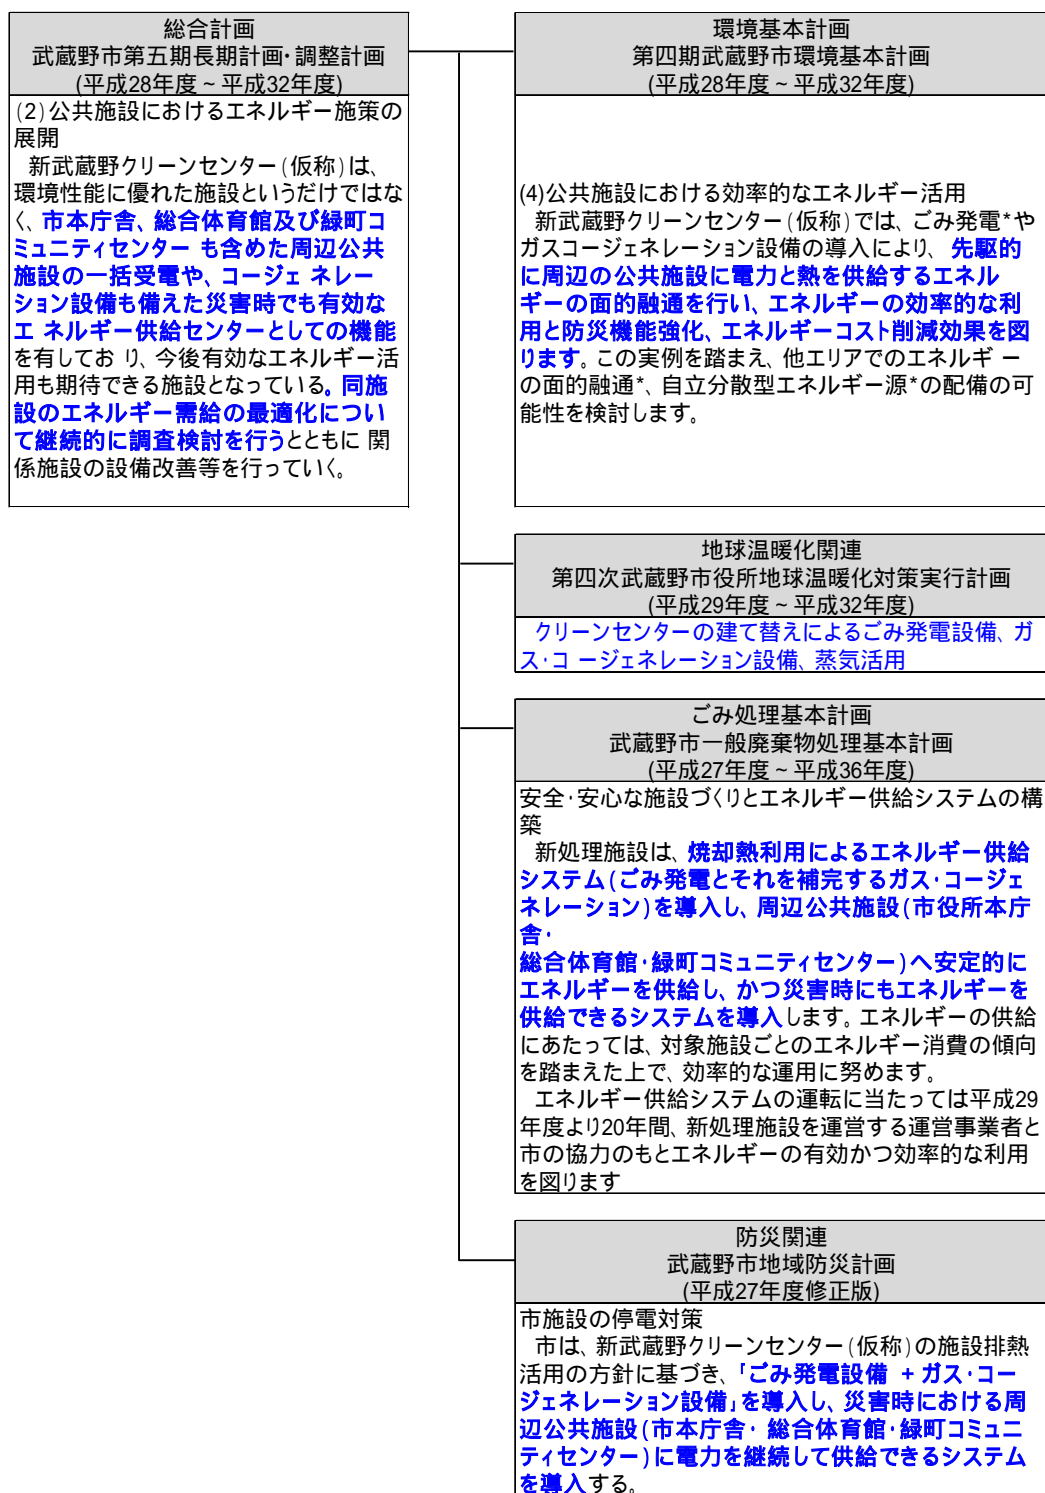 総合計画
武蔵野市第五期長期計画・調整計画
(平成28年度～平成32年度)
(2)公共施設におけるエネルギー施策の
展開
　新武蔵野クリーンセンター(仮称)は、
環境性能に優れた施設というだけではな
く、市本庁舎、総合体育館及び緑町コ
ミュニティセンター も含めた周辺公共
施設の一括受電や、コージェ ネレー
ション設備も備えた災害時でも有効な
エ ネルギー供給センターとしての機能
を有してお り、今後有効なエネルギー活
用も期待できる施設となっている。同施
設のエネルギー需給の最適化につい
て継続的に調査検討を行うとともに 関
係施設の設備改善等を行っていく。
環境基本計画
第四期武蔵野市環境基本計画
(平成28年度～平成32年度)
(4)公共施設における効率的なエネルギー活用
　新武蔵野クリーンセンター(仮称)では、ごみ発電*や
ガスコージェネレーション設備の導入により、 先駆的
に周辺の公共施設に電力と熱を供給するエネル
ギーの面的融通を行い、エネルギーの効率的な利
用と防災機能強化、エネルギーコスト削減効果を図
ります。この実例を踏まえ、他エリアでのエネルギ ー
の面的融通*、自立分散型エネルギー源*の配備の可
能性を検討します。
地球温暖化関連
第四次武蔵野市役所地球温暖化対策実行計画
(平成29年度～平成32年度)
　クリーンセンターの建て替えによるごみ発電設備、ガ
ス・コ ージェネレーション設備、蒸気活用
ごみ処理基本計画
武蔵野市一般廃棄物処理基本計画
(平成27年度～平成36年度)
安全・安心な施設づくりとエネルギー供給システムの構
築
　新処理施設は、焼却熱利用によるエネルギー供給
システム(ごみ発電とそれを補完するガス・コージェ
ネレーション)を導入し、周辺公共施設(市役所本庁
舎・
総合体育館・緑町コミュニティセンター)へ安定的に
エネルギーを供給し、かつ災害時にもエネルギーを
供給できるシステムを導入します。エネルギーの供給
にあたっては、対象施設ごとのエネルギー消費の傾向
を踏まえた上で、効率的な運用に努めます。
　エネルギー供給システムの運転に当たっては平成29
年度より20年間、新処理施設を運営する運営事業者と
市の協力のもとエネルギーの有効かつ効率的な利用
を図ります
防災関連
武蔵野市地域防災計画
(平成27年度修正版)
市施設の停電対策
　市は、新武蔵野クリーンセンター(仮称)の施設排熱
活用の方針に基づき、「ごみ発電設備 + ガス・コー
ジェネレーション設備」を導入し、災害時における周
辺公共施設(市本庁舎・ 総合体育館・緑町コミュニ
ティセンター)に電力を継続して供給できるシステム
を導入する。